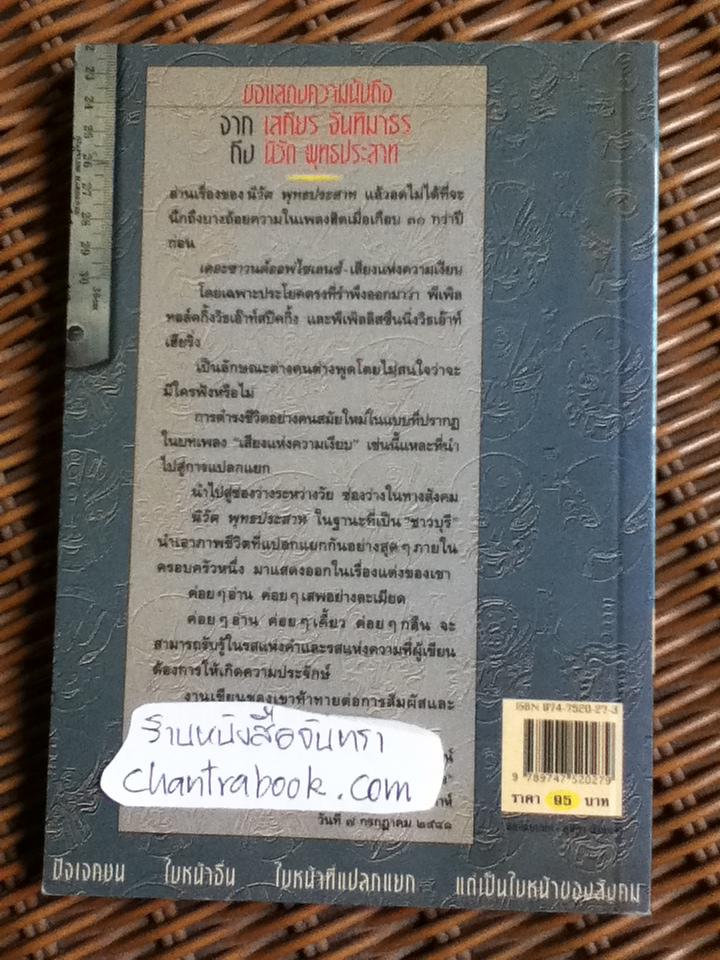 ขอแสดงความนับถือ
จาก เสถียร จันทิมาธร
ถึง นิวัต พุทธประสาท
อ่านเรื่องของ นิวัต พุทธประสาท แล้วอดไม่ได้ที่จะ
นึกถึงบางถ้อยความในเพลงฮิตเมื่อเกือบ ๓๐ กว่าปี
ก่อน
เดอะซาวนด์ออฟไซเลนซ์-เสียงแห่งความเงียบ
โดยเฉพาะประโยคตรงที่รำพึงออกมาว่า พีเพิล
ทอล์คกิ้งวิธเอ๊าท์สปีคกิ้ง และพีเพิลลิสซึ่นนิ่งวิธเอ๊าท์
เฮียริ่ง
เป็นลักษณะต่างคนต่างพูดโดยไม่สนใจว่าจะ
มีใครฟังหรือไม่
การดำรงชีวิตอย่างคนสมัยใหม่ในแบบที่ปรากฏ
ในบทเพลง "เสียงแห่งความเงียบ" เช่นนี้แหละที่นำ
ไปสู่การแปลกแยก
นำไปสู่ช่องว่างระหว่างวัย ช่องว่างในทางสังคม
นิวัต พุทธประสาท ในฐานะที่เป็น "ชาวบุรี"
นำเอาภาพชีวิตที่แปลกแยกกันอย่างสุดๆ ภายใน
ครอบครัวหนึ่ง มาแสดงออกในเรื่องแต่งของเขา
ค่อยๆ อ่าน ค่อยๆ เสพอย่างละเมียด
ค่อยๆ อ่าน ค่อยๆ เคี้ยว ค่อยๆ กลืน จะ
สามารถรับรู้ในรสแห่งคำและรสแห่งความที่ผู้เขียน
ต้องการให้เกิดความประจักษ์
งานเขียนของเขาท้าทายต่อการสัมผัสและ
ร้านหนังสือจันทรา
chantrabook.com
วันที่ ๗ กรกฎาคม ๒๕๔๑
ISBN 974-7520-27-3
9 789747 520279
ราคา 95 บาท
ปัจเจกชน ใบหน้าอื่น ใบหน้าที่แปลกแยก แต่เป็นใบหน้าของสังคม